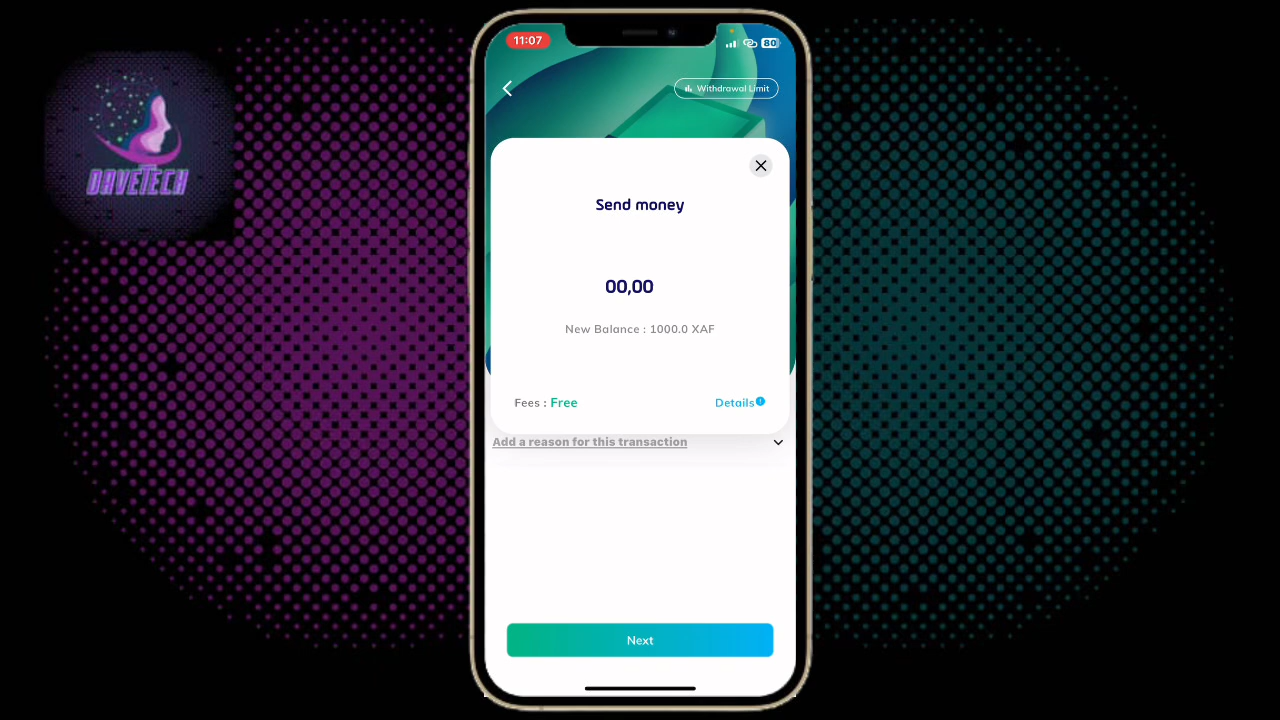 DAVETECH
11:07
80
Withdrawal Limit
Send money
00,00
New Balance : 1000.0 XAF
Fees : Free
Details
Add a reason for this transaction
Next